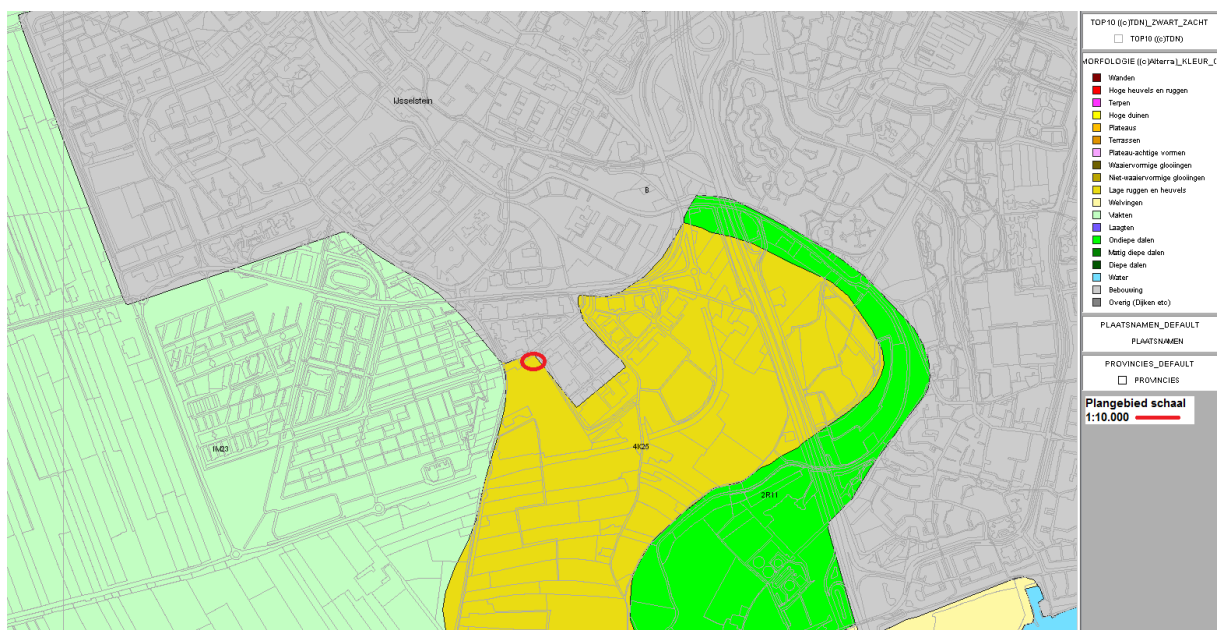 IJsselstein
B
1M23
4K25
2R11
TOP10 ((c)TDN)_ZWART_ZACHT
TOP10 ((c)TDN)
MORFOLOGIE ((c)Alterra)_KLEUR_G
Wanden
Hoge heuvels en ruggen
Terpen
Hoge duinen
Plateaus
Terrassen
Plateau-achtige vormen
Waaiervormige glooiingen
Niet-waaiervormige glooiingen
Lage ruggen en heuvels
Welvingen
Vlakten
Laagten
Ondiepe dalen
Matig diepe dalen
Diepe dalen
Water
Bebouwing
Overig (Dijken etc)
PLAATSNAMEN_DEFAULT
PLAATSNAMEN
PROVINCIES_DEFAULT
PROVINCIES
Plangebied schaal
1:10.000